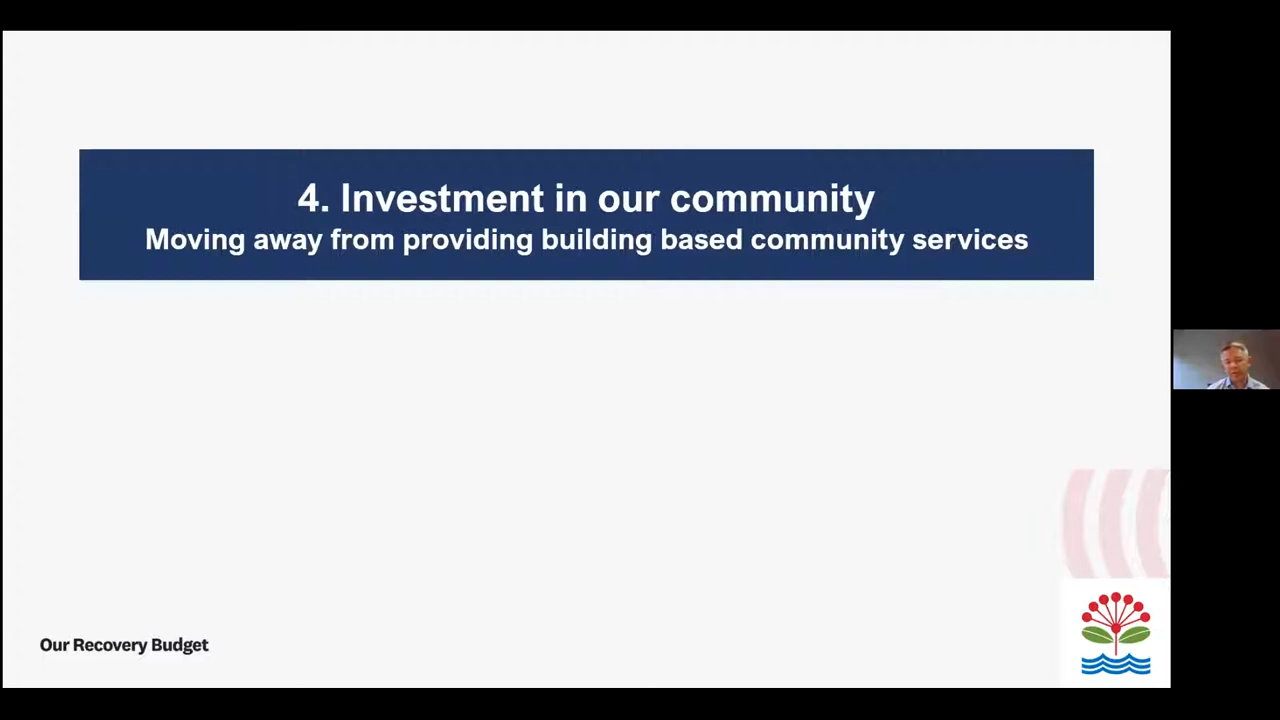 4. Investment in our community
Moving away from providing building based community services
Our Recovery Budget